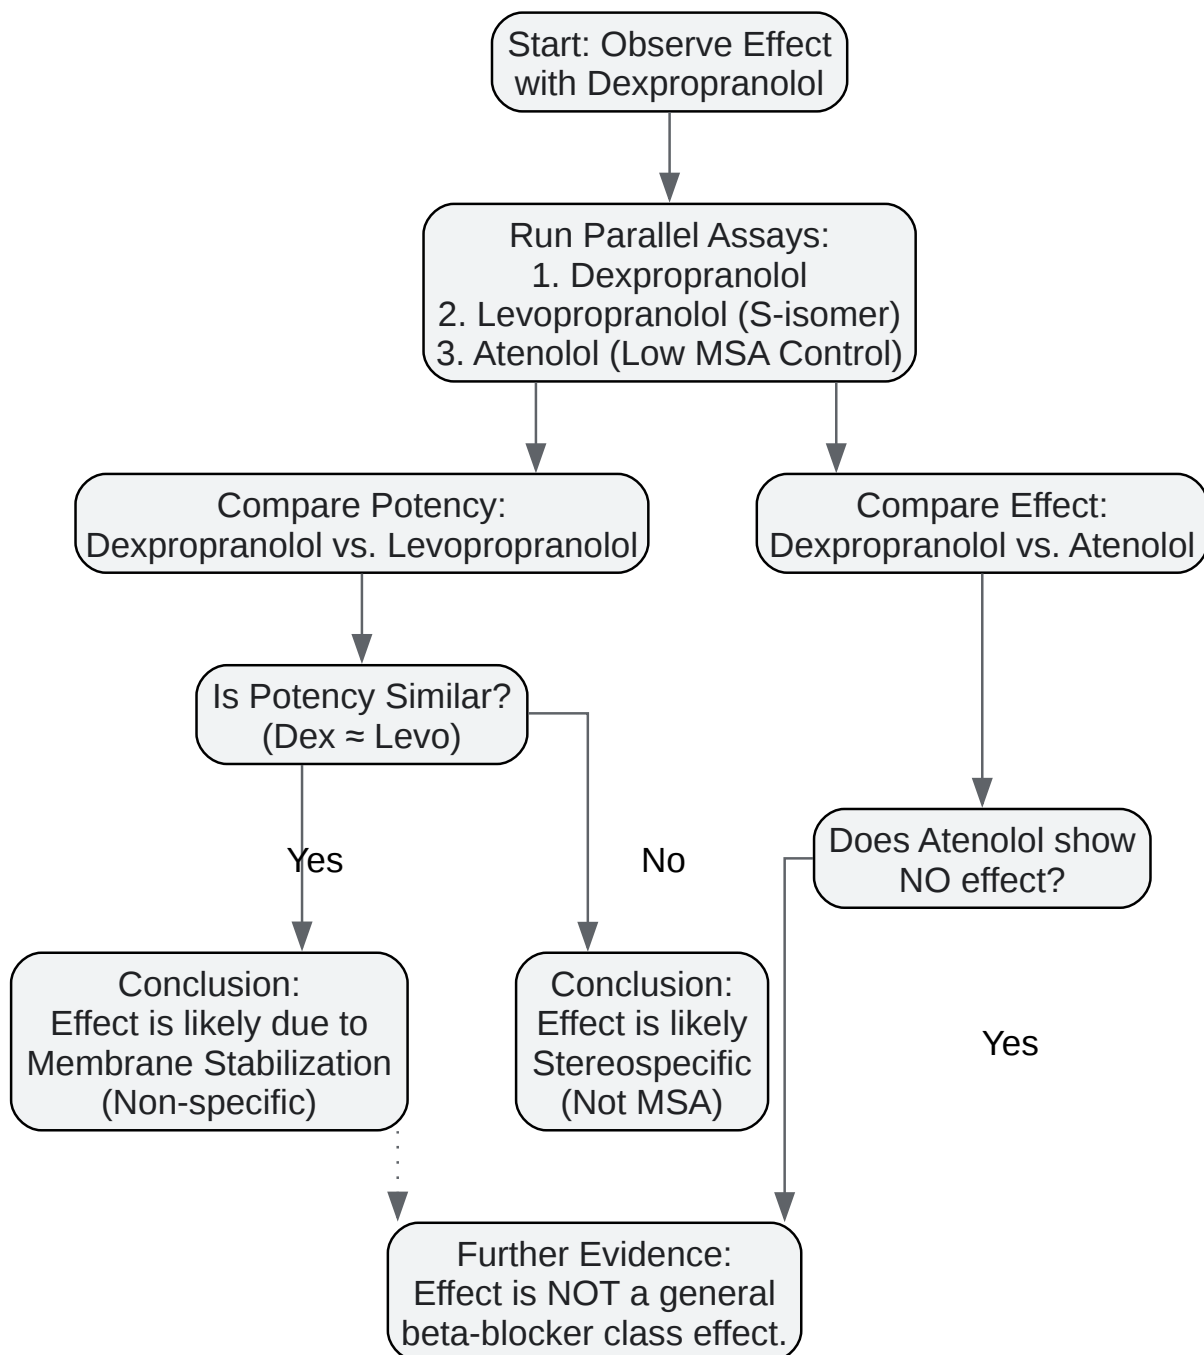 Start: Observe Effect
with Dexpropranolol
Run Parallel Assays:
1. Dexpropranolol
2. Levopropranolol (S-isomer)
3. Atenolol (Low MSA Control)
Compare Potency:
Dexpropranolol vs. Levopropranolol
Compare Effect:
Dexpropranolol vs. Atenolol
Is Potency Similar?
(Dex ≈ Levo)
Does Atenolol show
NO effect?
Yes
No
Conclusion:
Effect is likely due to
Membrane Stabilization
(Non-specific)
Conclusion:
Effect is likely
Stereospecific
(Not MSA)
Yes
Further Evidence:
Effect is NOT a general
beta-blocker class effect.